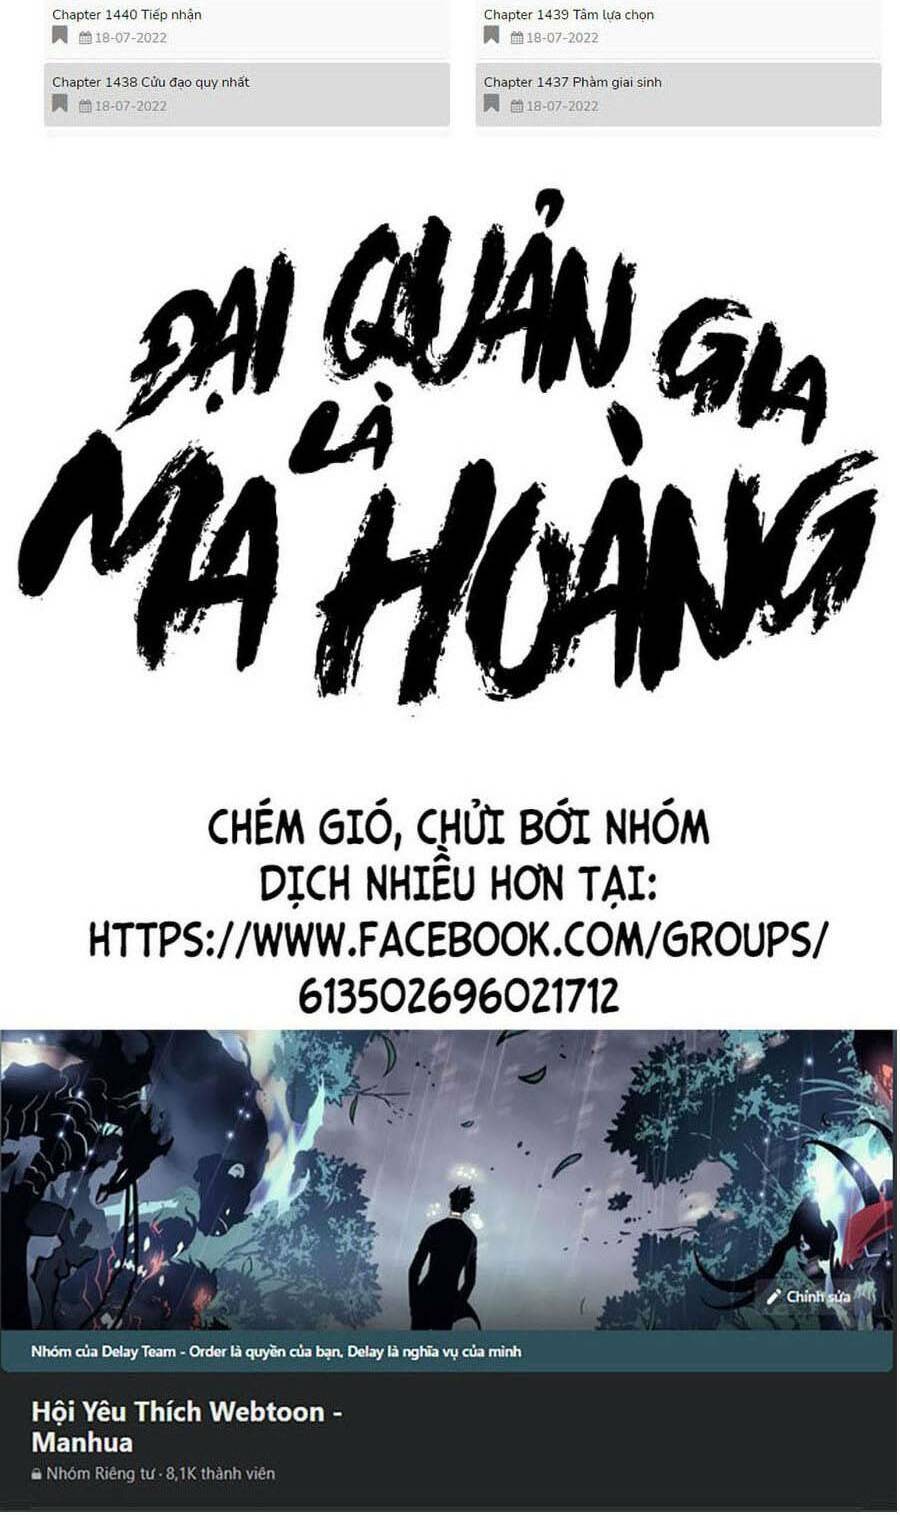 Chapter 1440 Tiếp nhận
18-07-2022
Chapter 1439 Tâm lựa chọn
18-07-2022
Chapter 1438 Cửu đạo quy nhất
18-07-2022
Chapter 1437 Phàm giai sinh
18-07-2022
ĐẠI QUẢN GIA
LÀ
MA HOÀNG
CHÉM GIÓ, CHỬI BỚI NHÓM
DỊCH NHIỀU HƠN TẠI:
HTTPS://WWW.FACEBOOK.COM/GROUPS/
613502696021712
Chỉnh sửa
Nhóm của Delay Team - Order là quyền của bạn, Delay là nghĩa vụ của mình
Hội Yêu Thích Webtoon -
Manhua
Nhóm Riêng tư · 8,1K thành viên